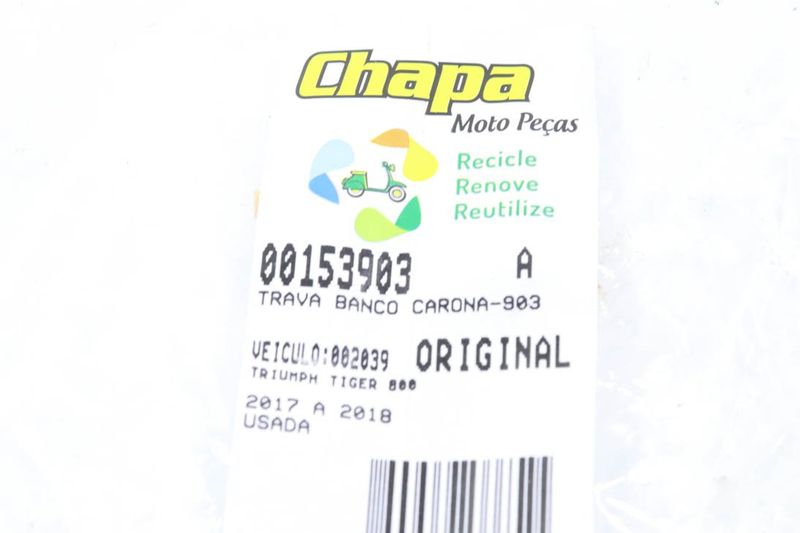 Chapa
Moto Peças
Recicle
Renove
Reutilize
00153903 A
TRAVA BANCO CARONA-903
VEICULO:002039 ORIGINAL
TRIUMPH TIGER 800
2017 A 2018
USADA